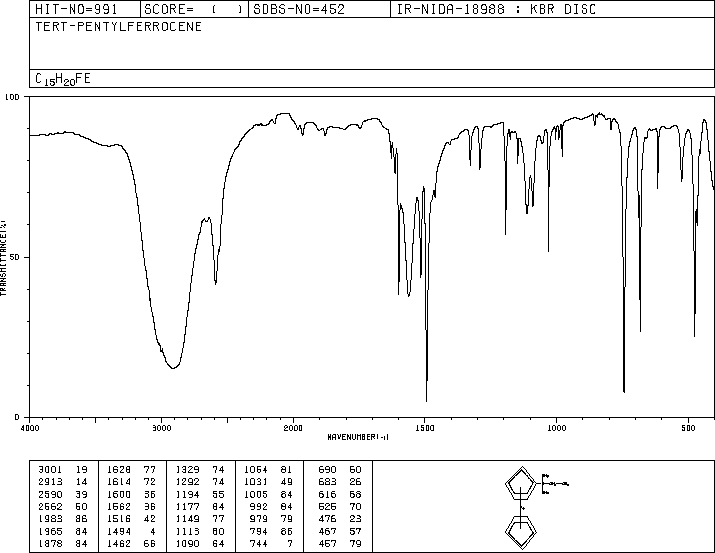 HIT-NO=991 SCORE= ( ) SDBS-NO=452 IR-NIDA-18988 : KBR DISC
TERT-PENTYLFERROCENE
C15H20FE
100
50
0
TRANSMITTANCE(%)
4000 3000 2000 1500 1000 500
WAVENUMBER(-1)
3001 19 1628 77 1329 74 1064 81 690 60
2913 14 1614 72 1292 74 1031 49 683 26
2590 39 1600 36 1194 55 1005 84 616 68
2562 60 1562 36 1177 84 992 84 526 70
1983 86 1516 42 1149 77 979 79 476 23
1965 84 1494 4 1113 60 794 86 467 57
1878 84 1462 66 1090 64 744 7 457 79